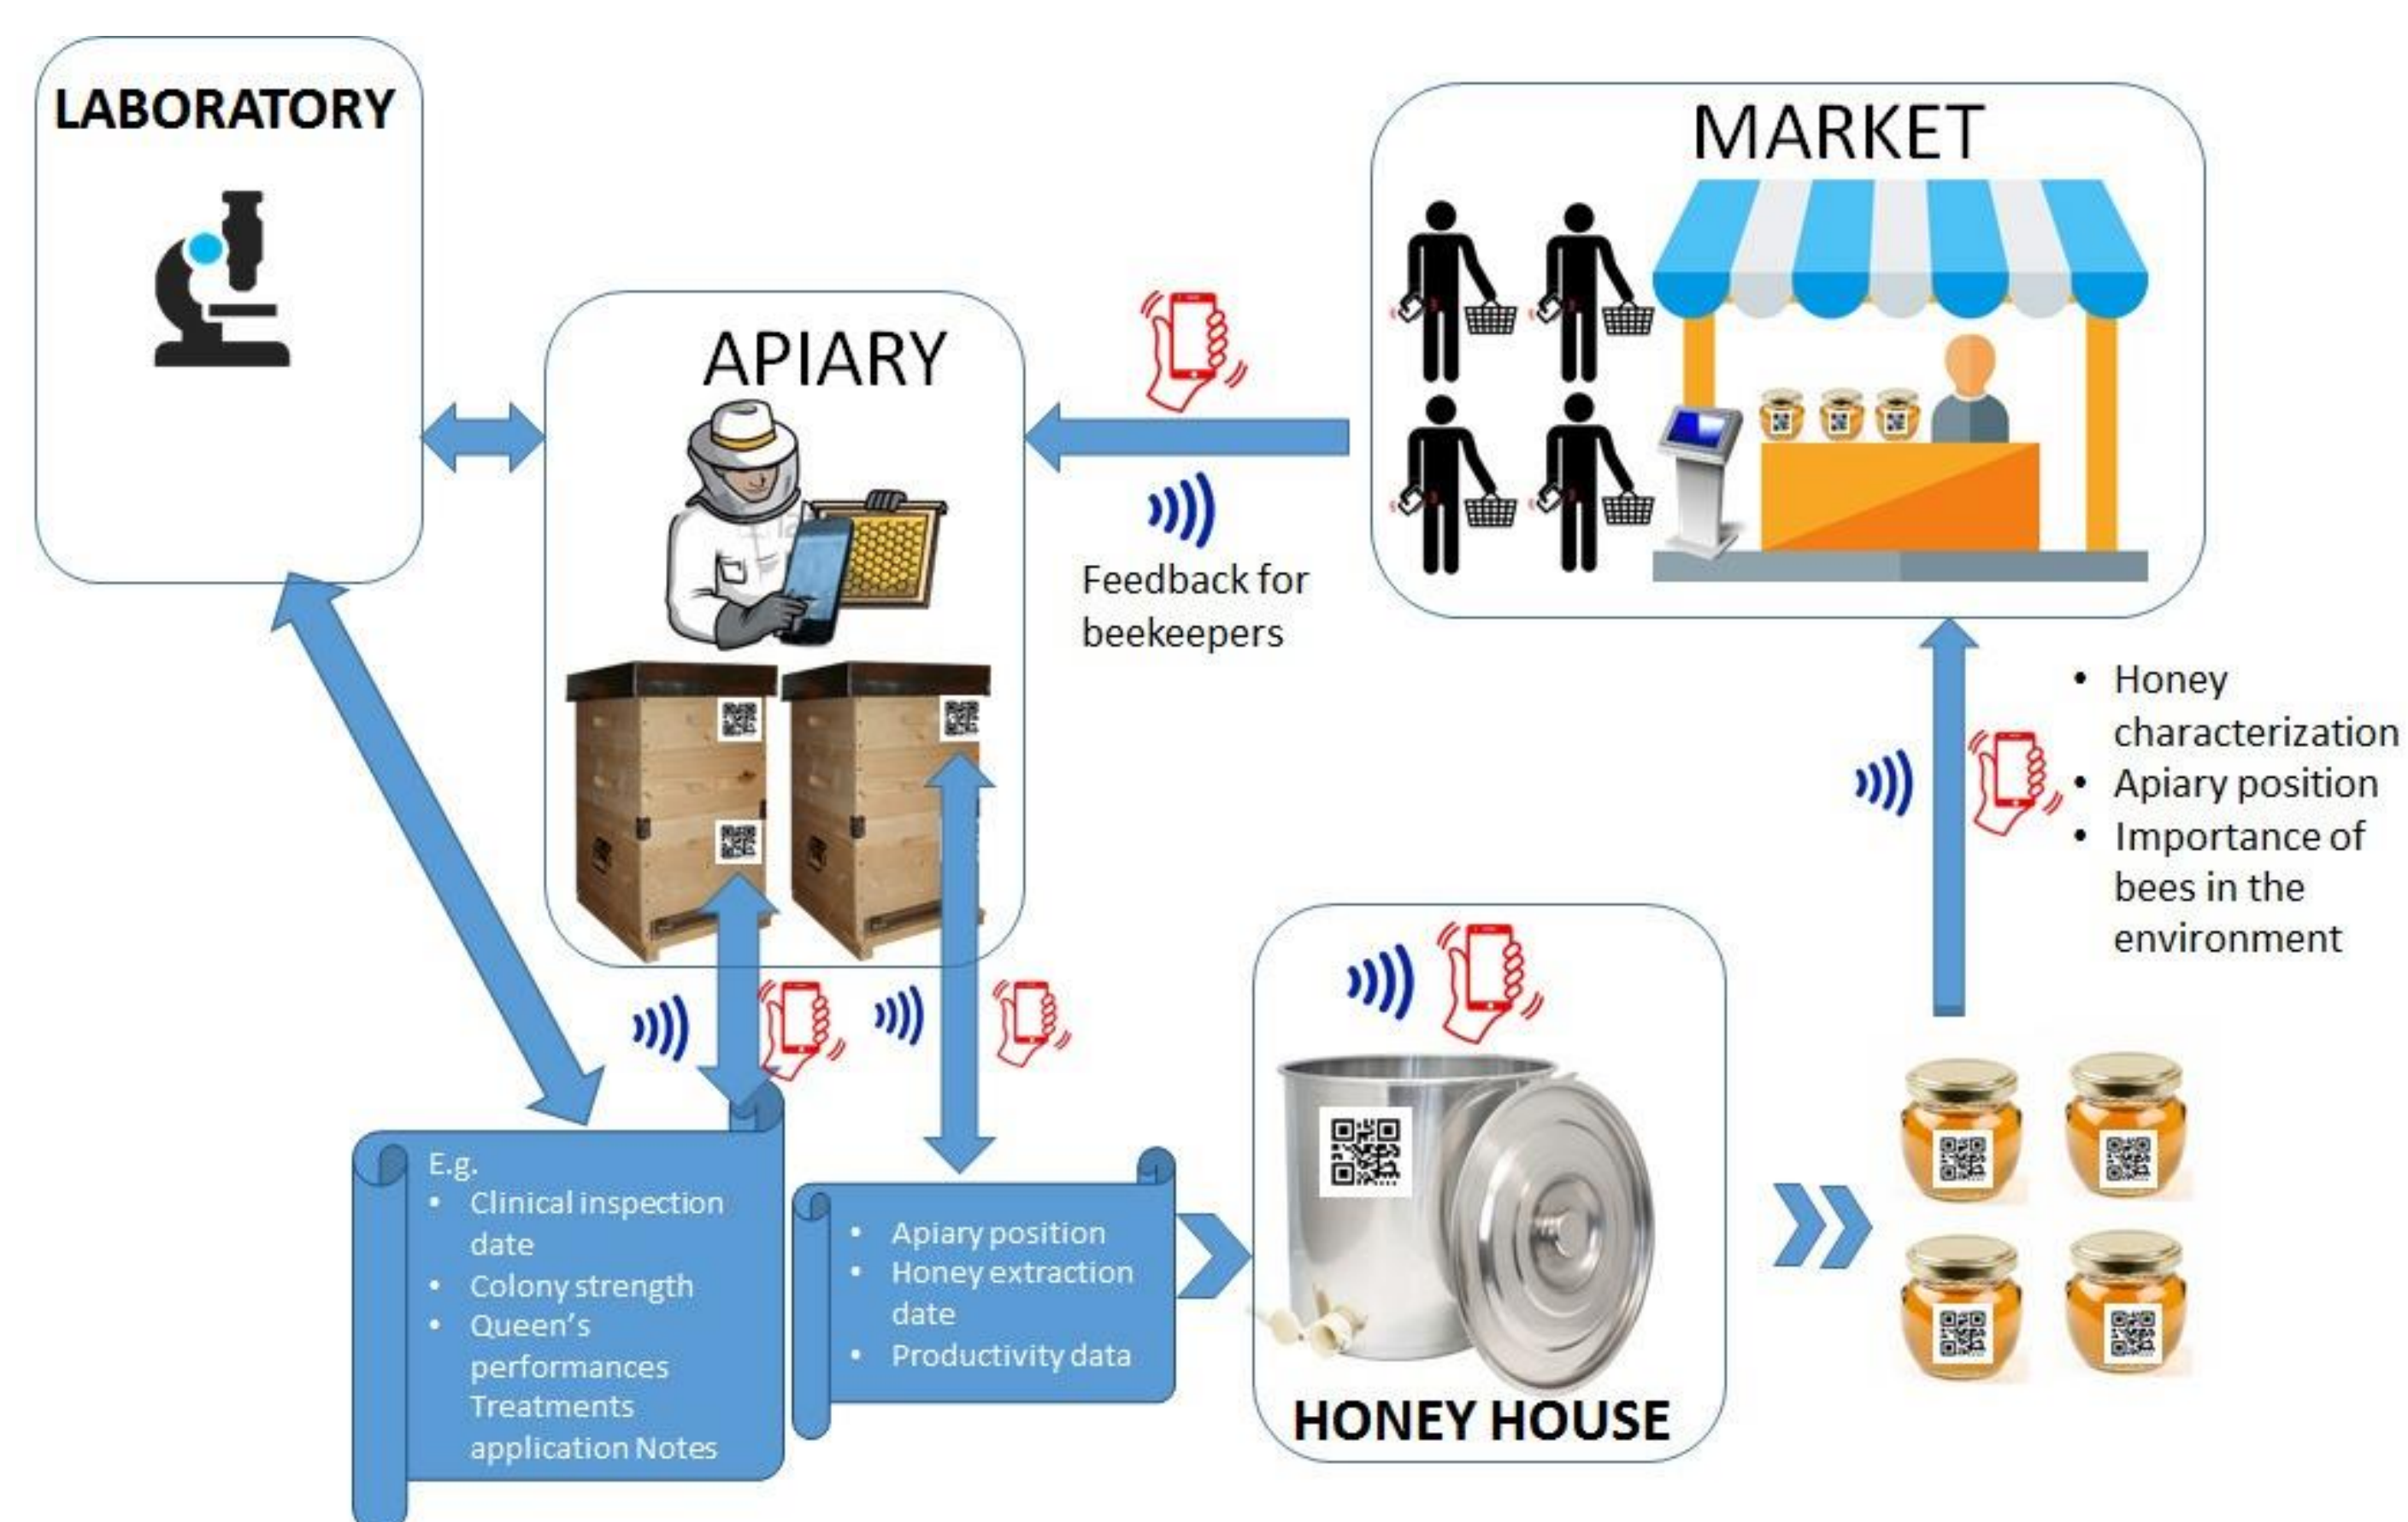 LABORATORY
MARKET
APIARY
Feedback for
beekeepers
• Honey
characterization
• Apiary position
• Importance of
bees in the
environment
E.g.
• Clinical inspection
date
• Colony strength
• Queen's
performances
Treatments
application Notes
• Apiary position
• Honey extraction
date
• Productivity data
HONEY HOUSE